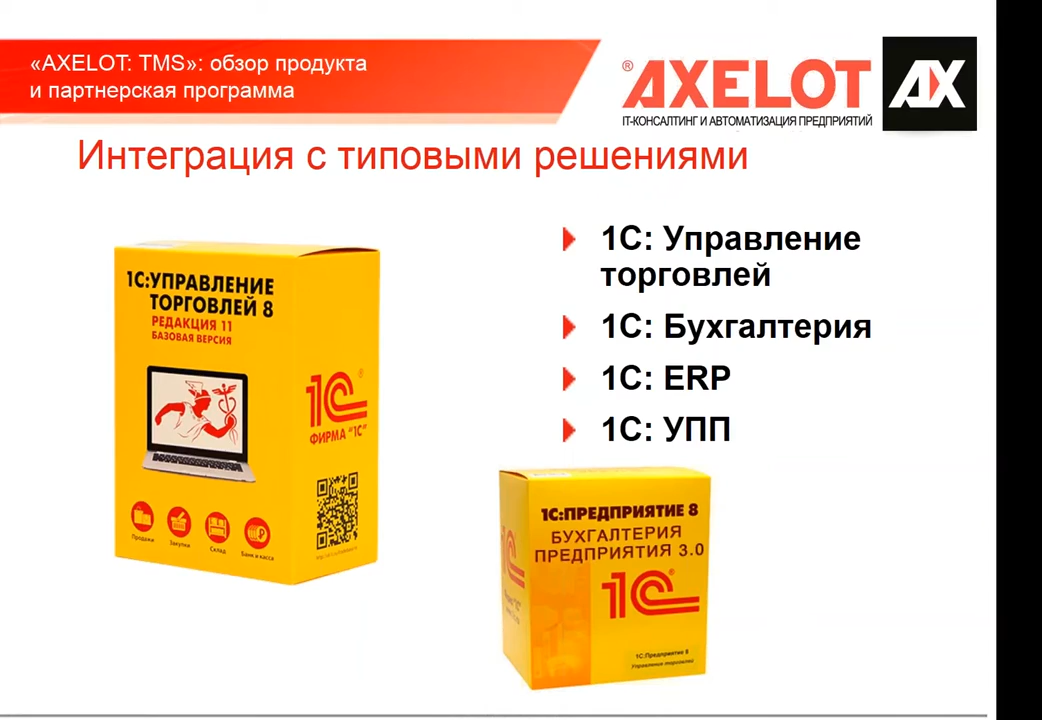 «AXELOT: TMS»: обзор продукта
и партнерская программа
® AXELOT AX
IT-КОНСАЛТИНГ И АВТОМАТИЗАЦИЯ ПРЕДПРИЯТИЙ
Интеграция с типовыми решениями
1С: Управление
торговлей
1С: Бухгалтерия
1С: ERP
1С: УПП
1С:УПРАВЛЕНИЕ
ТОРГОВЛЕЙ 8
РЕДАКЦИЯ 11
БАЗОВАЯ ВЕРСИЯ
1С ®
ФИРМА "1С"
Продажи
Закупки
Склад
Банк и касса
1С:ПРЕДПРИЯТИЕ 8
БУХГАЛТЕРИЯ
ПРЕДПРИЯТИЯ 3.0
1С ®
1С:Предприятие 8
Управление торговлей